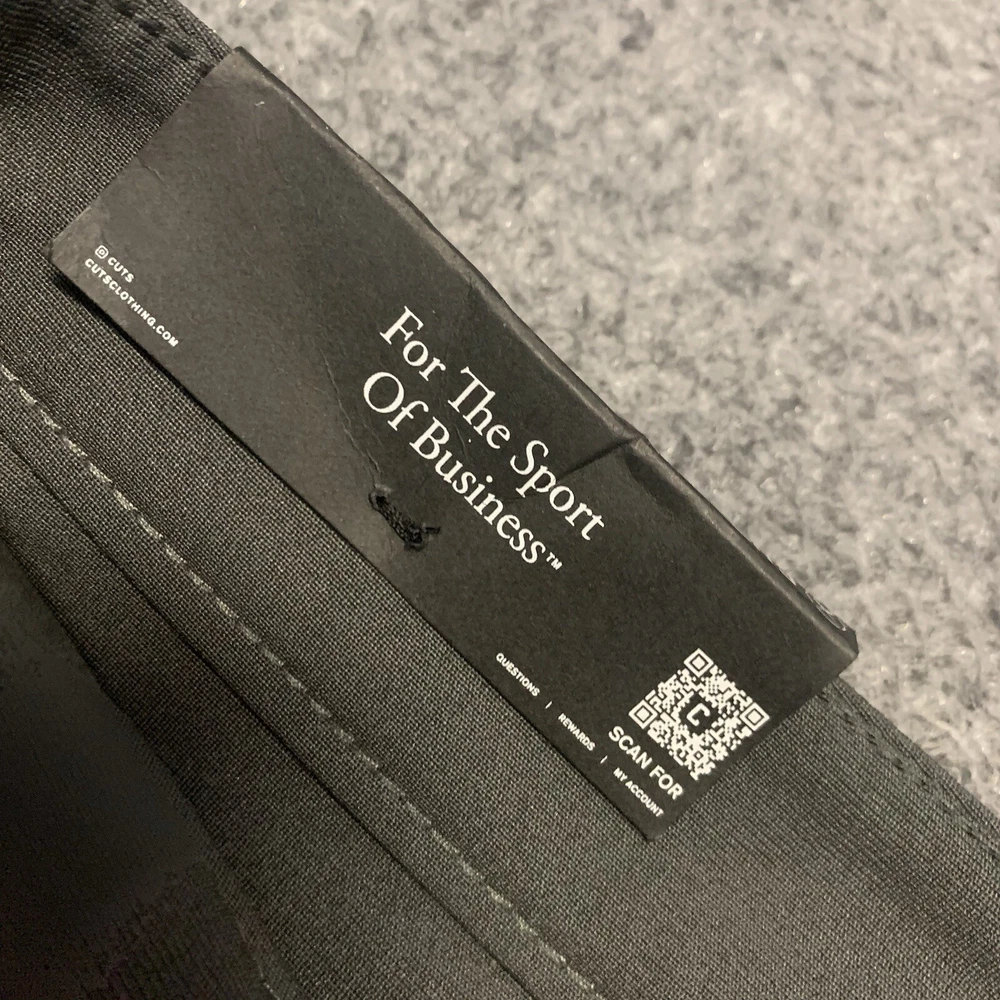 CUTS
CUTSCLOTHING.COM
For The Sport
Of Business™
C
SCAN FOR
QUESTIONS | REWARDS | MY ACCOUNT